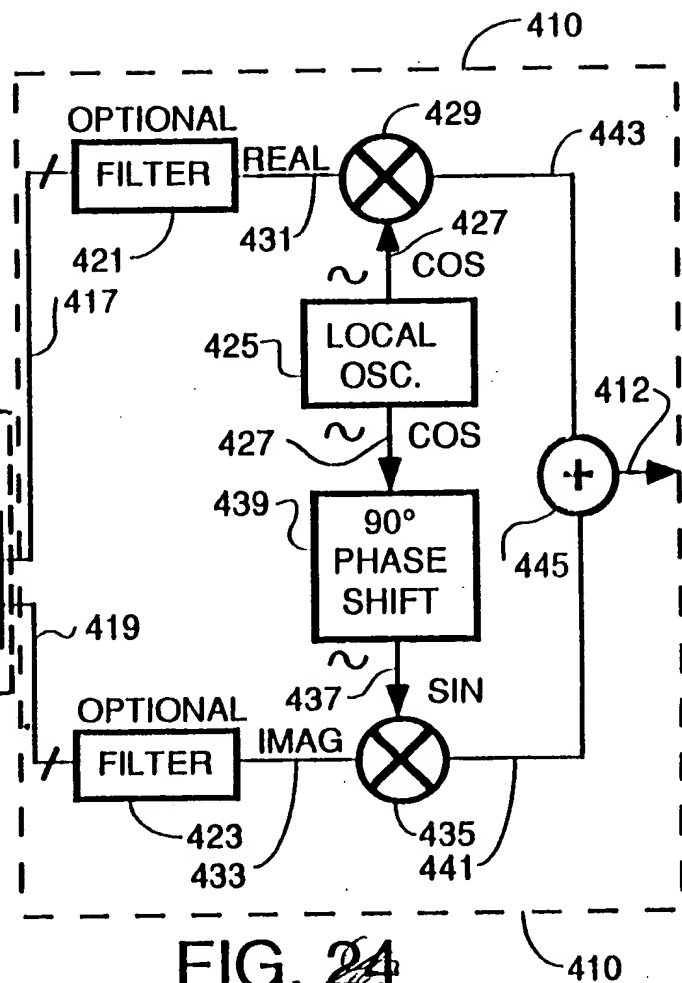 410
OPTIONAL
FILTER
421
REAL
431
429
443
417
427
COS
425
LOCAL
OSC.
427
COS
412
445
439
90°
PHASE
SHIFT
419
437
SIN
OPTIONAL
FILTER
423
IMAG
433
435
441
410
FIG. 24